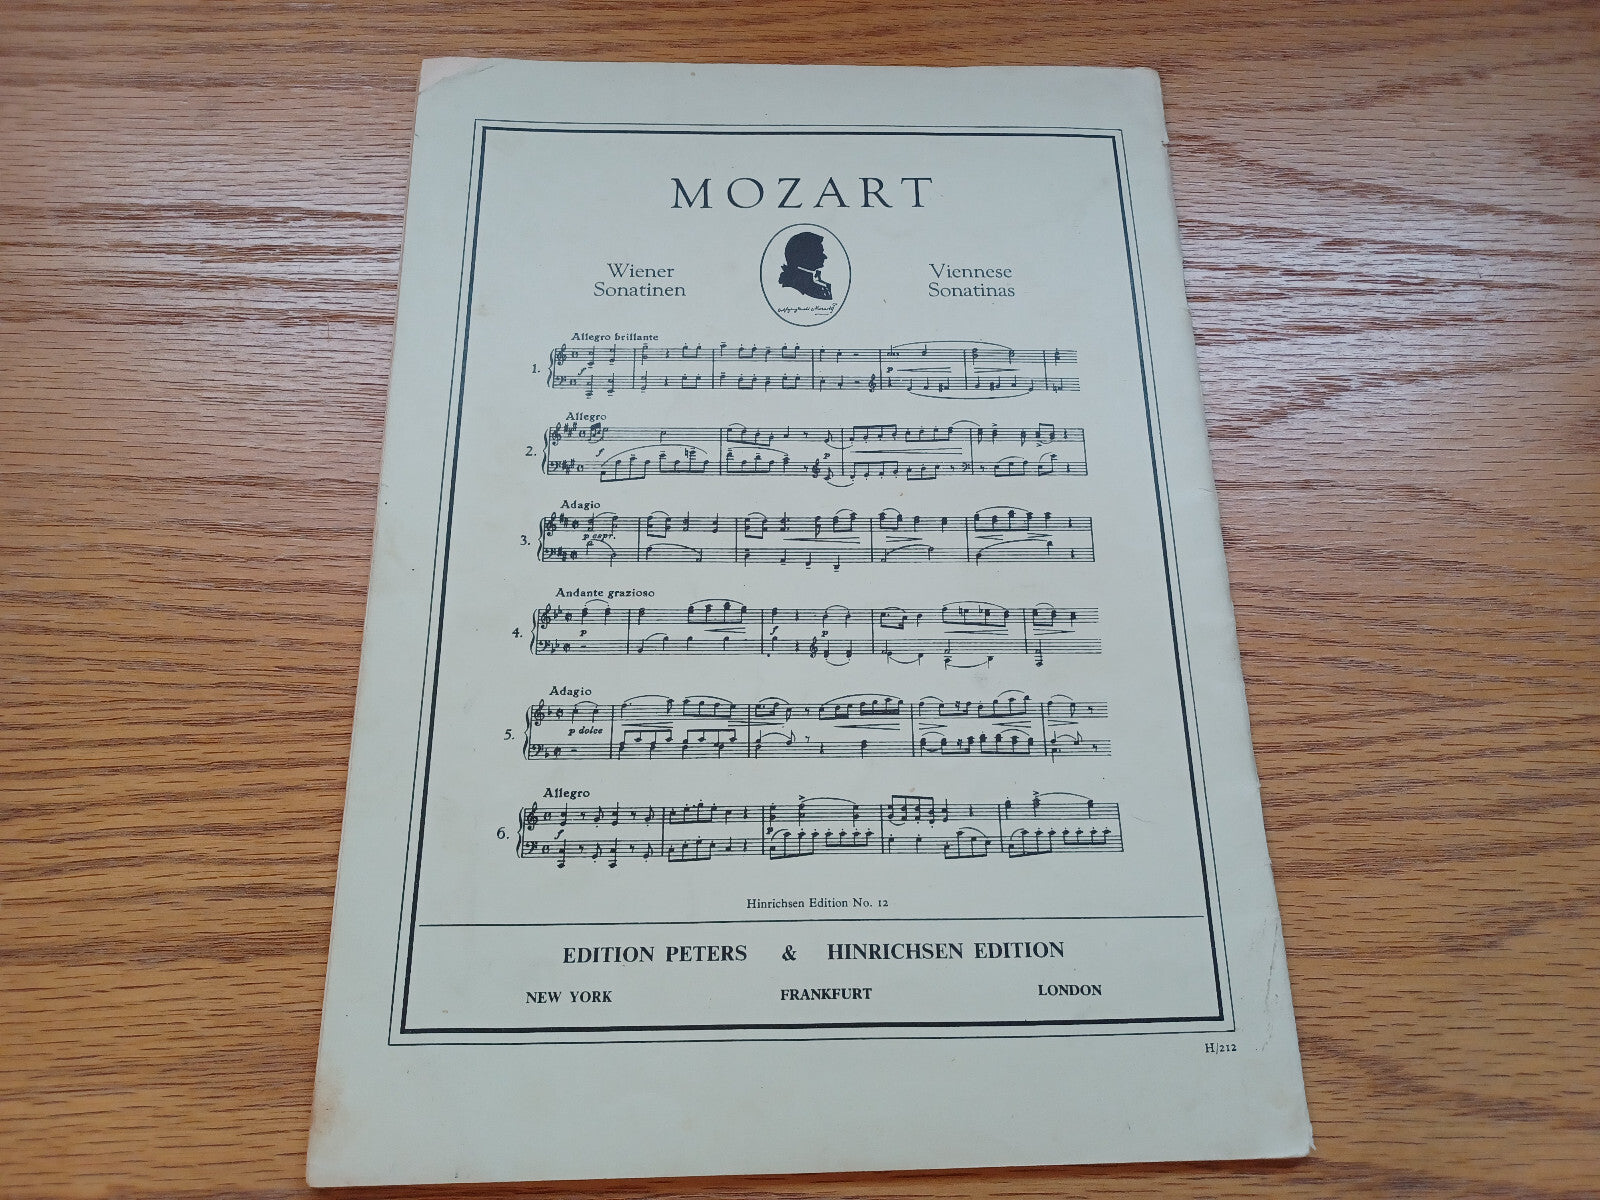 MOZART
Wiener
Sonatinen
Viennese
Sonatinas
Allegro brillante
1.
f
p
Allegro
2.
f
p
Adagio
3.
p espr.
Andante grazioso
4.
p
f
p
Adagio
5.
p dolce
Allegro
6.
f
p
Hinrichsen Edition No. 12
EDITION PETERS & HINRICHSEN EDITION
NEW YORK FRANKFURT LONDON
H/212